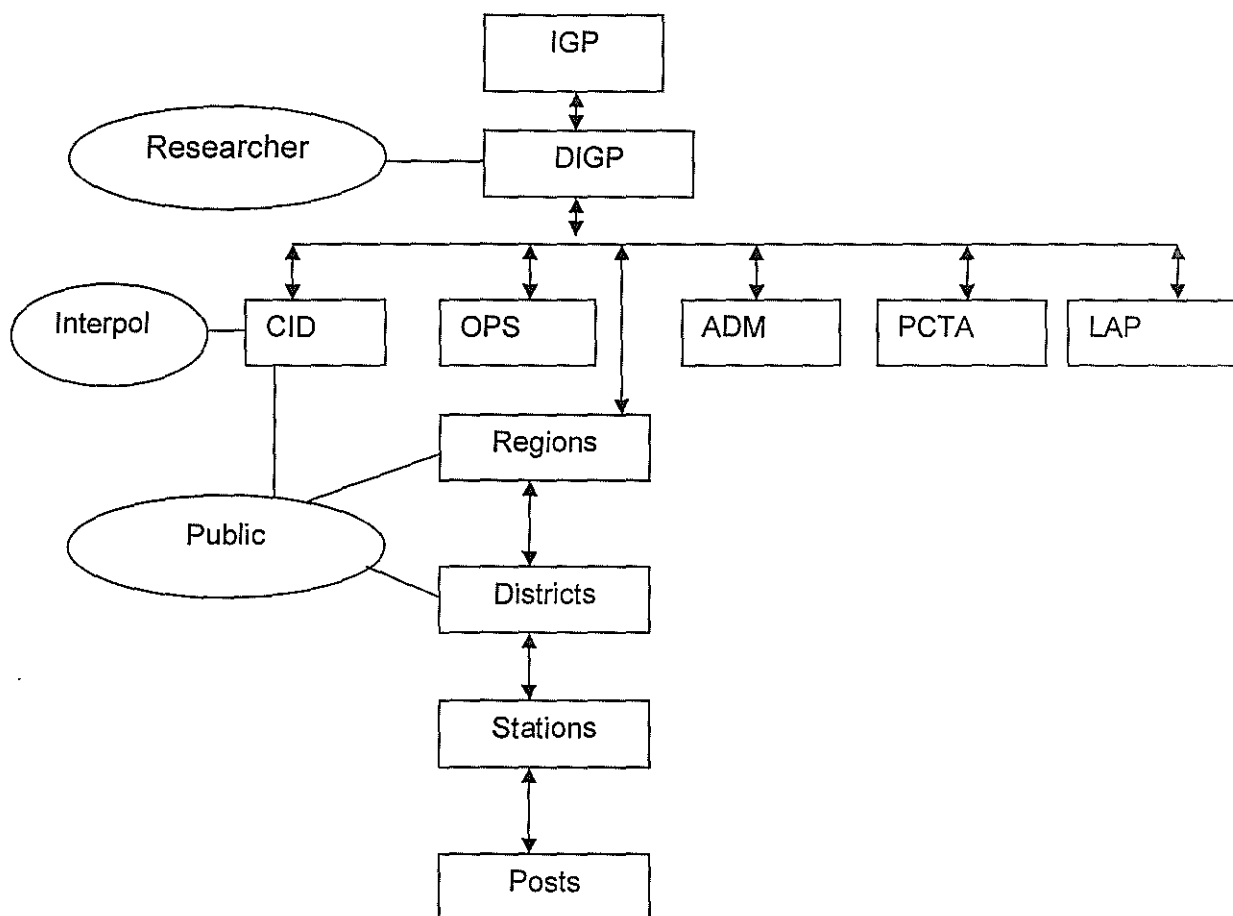 IGP
Researcher
DIGP
Interpol
CID
OPS
ADM
PCTA
LAP
Regions
Public
Districts
Stations
Posts